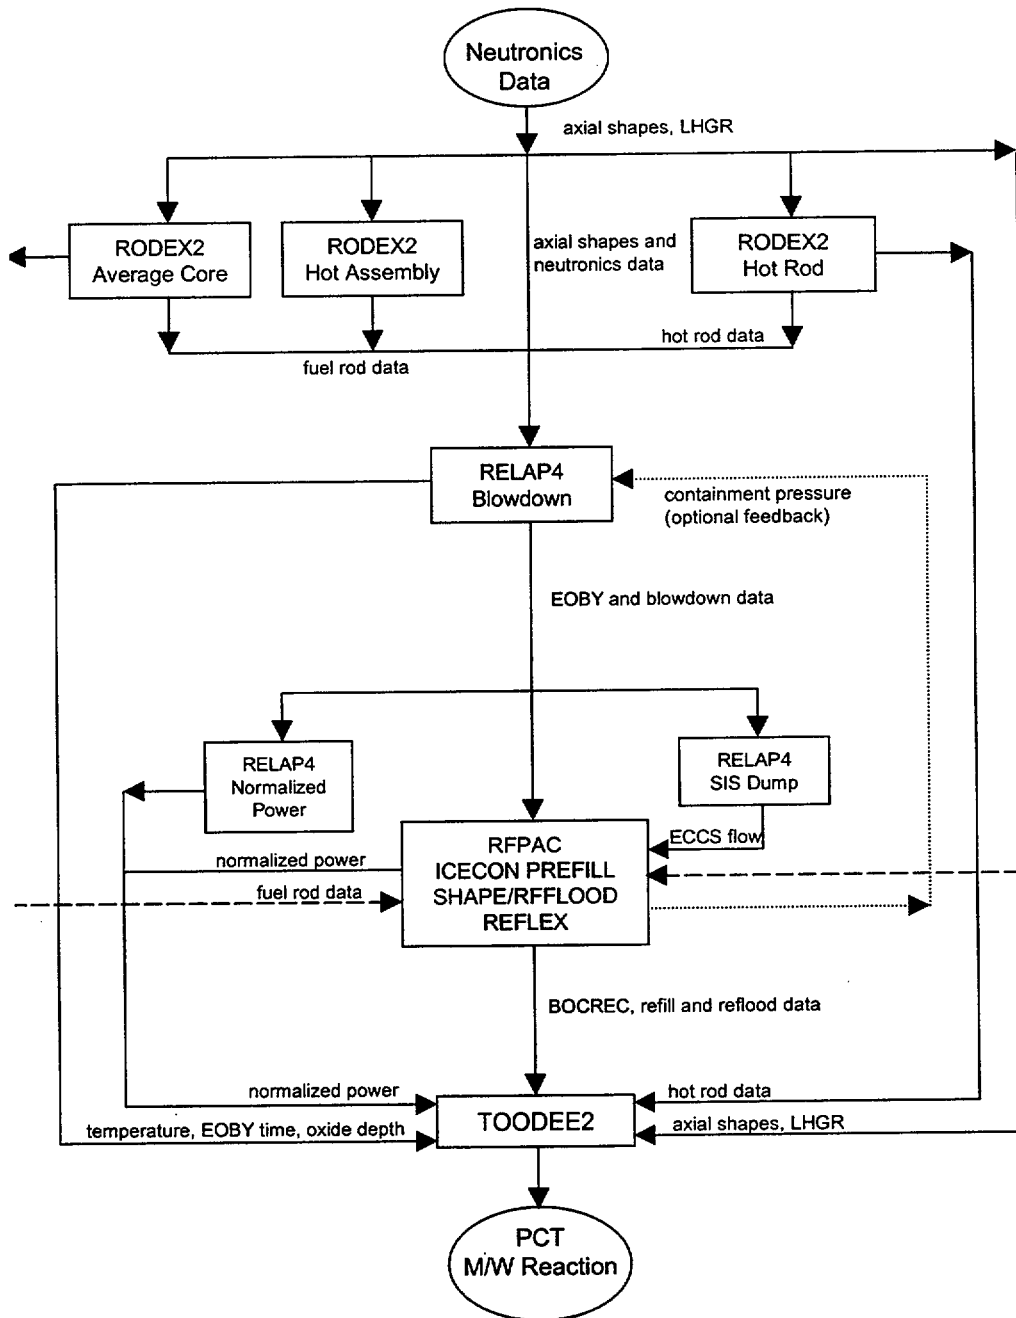 Neutronics
Data
axial shapes, LHGR
RODEX2
Average Core
RODEX2
Hot Assembly
axial shapes and
neutronics data
RODEX2
Hot Rod
fuel rod data
hot rod data
RELAP4
Blowdown
containment pressure
(optional feedback)
EOBY and blowdown data
RELAP4
Normalized
Power
RELAP4
SIS Dump
ECCS flow
normalized power
fuel rod data
RFPAC
ICECON PREFILL
SHAPE/RFFLOOD
REFLEX
BOCREC, refill and reflood data
normalized power
hot rod data
TOODEE2
temperature, EOBY time, oxide depth
axial shapes, LHGR
PCT
M/W Reaction